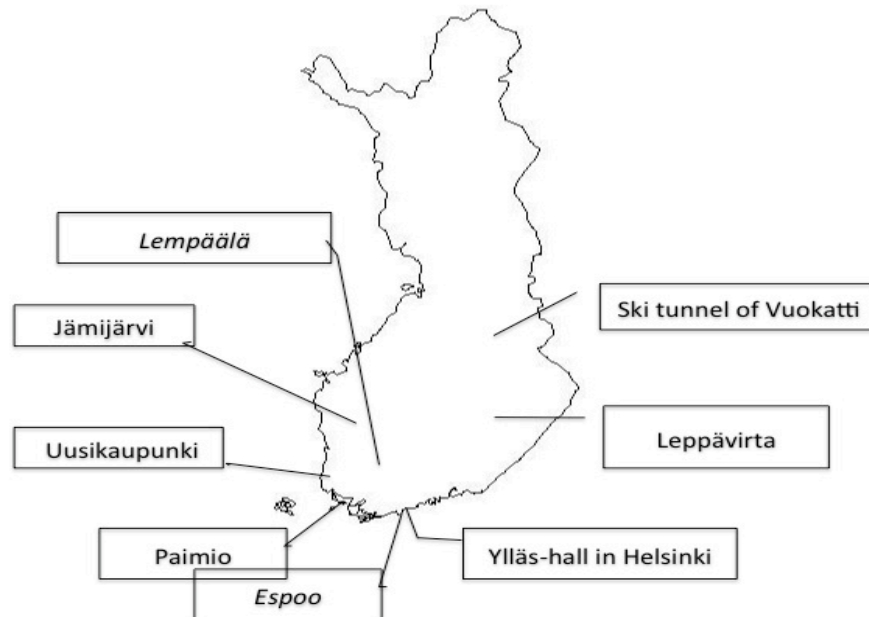 Lempäälä
Ski tunnel of Vuokatti
Jämijärvi
Leppävirta
Uusikaupunki
Paimio
Ylläs-hall in Helsinki
Espoo